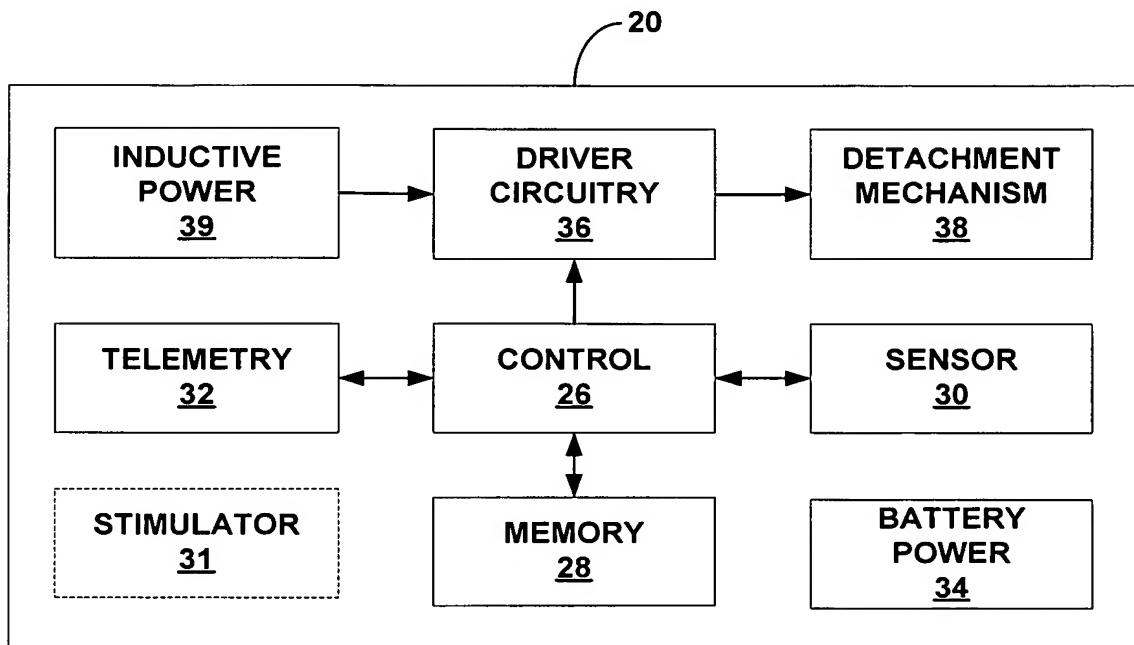 20
INDUCTIVE
POWER
39
DRIVER
CIRCUITRY
36
DETACHMENT
MECHANISM
38
TELEMETRY
32
CONTROL
26
SENSOR
30
STIMULATOR
31
MEMORY
28
BATTERY
POWER
34